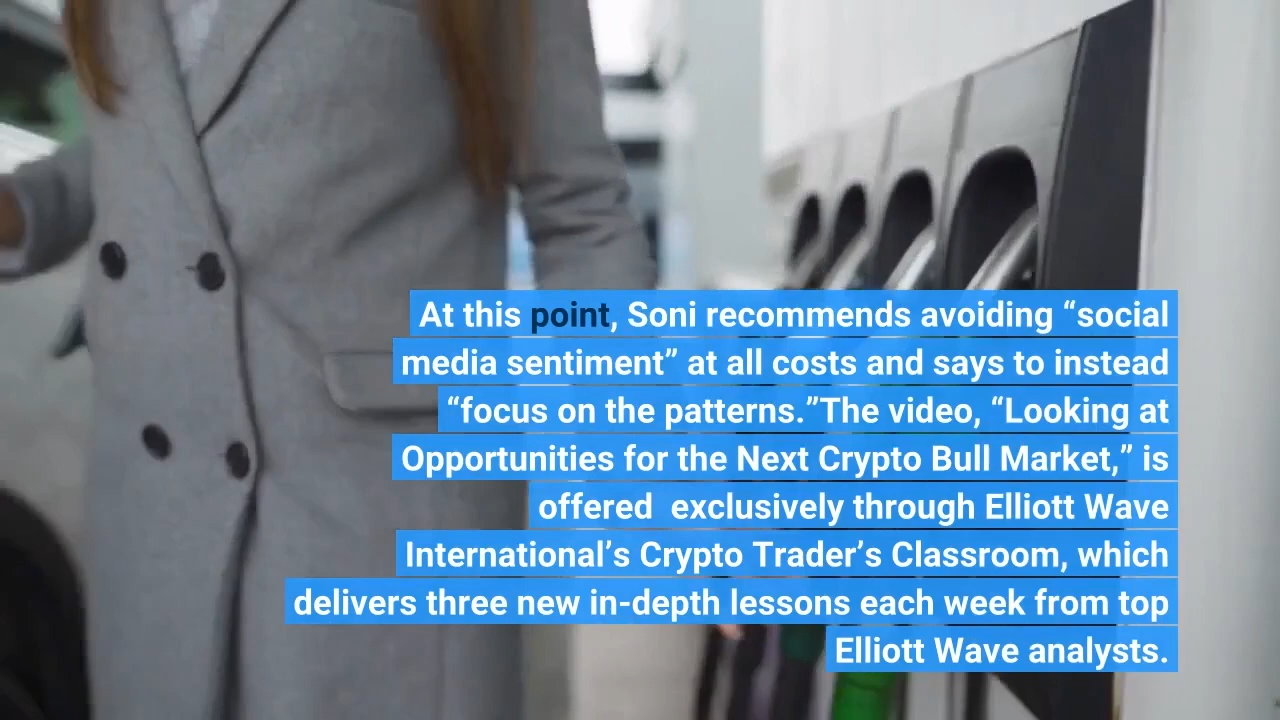 At this point, Soni recommends avoiding “social
media sentiment” at all costs and says to instead
“focus on the patterns.”The video, “Looking at
Opportunities for the Next Crypto Bull Market,” is
offered  exclusively through Elliott Wave
International’s Crypto Trader’s Classroom, which
delivers three new in-depth lessons each week from top
Elliott Wave analysts.